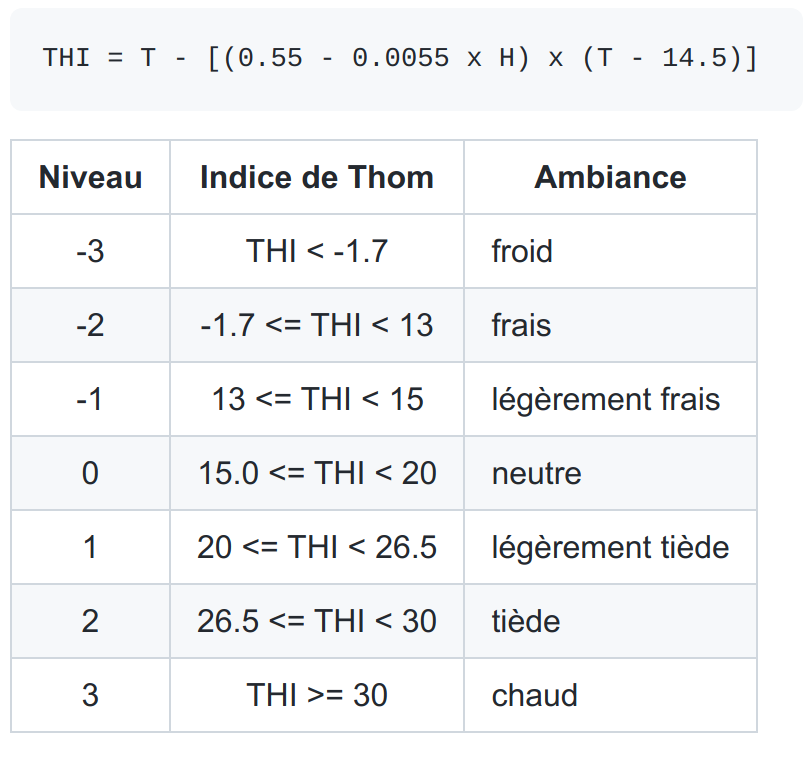 THI = T - [(0.55 - 0.0055 x H) x (T - 14.5)]
Niveau Indice de Thom Ambiance
-3 THI < -1.7 froid
-2 -1.7 <= THI < 13 frais
-1 13 <= THI < 15 légèrement frais
0 15.0 <= THI < 20 neutre
1 20 <= THI < 26.5 légèrement tiède
2 26.5 <= THI < 30 tiède
3 THI >= 30 chaud